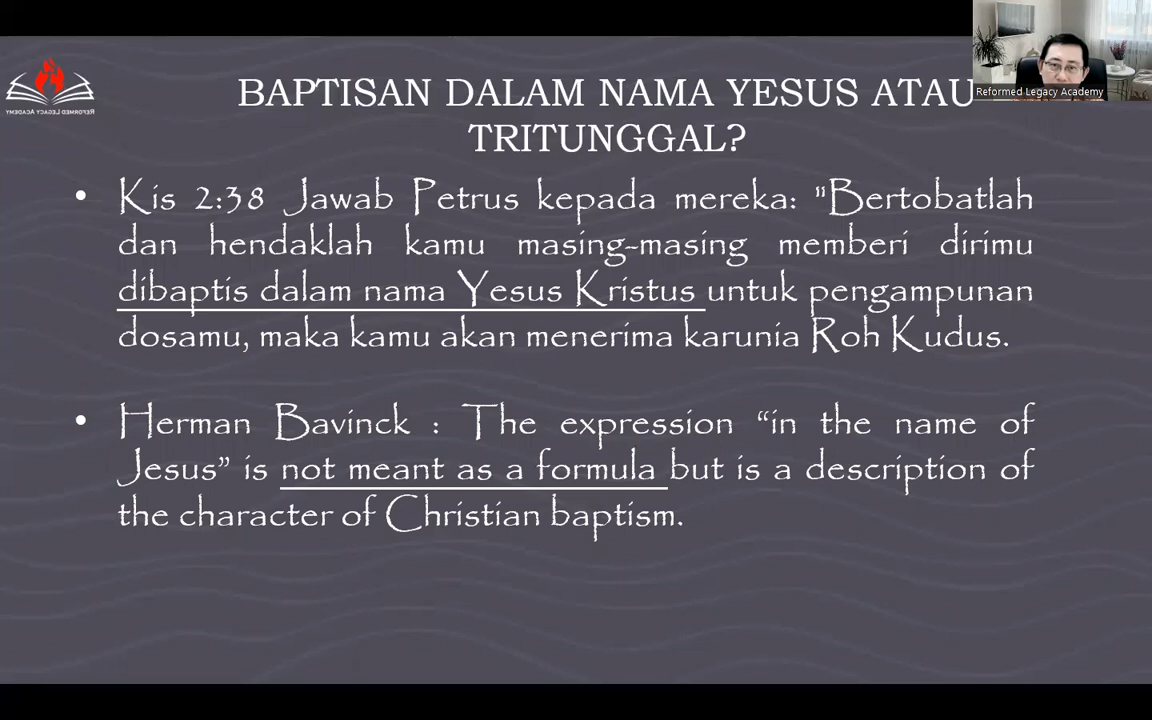 BAPTISAN DALAM NAMA YESUS ATAU
TRITUNGGAL?
Reformed Legacy Academy
REFORMED LEGACY ACADEMY
• Kis 2:38 Jawab Petrus kepada mereka: "Bertobatlah
dan hendaklah kamu masing-masing memberi dirimu
dibaptis dalam nama Yesus Kristus untuk pengampunan
dosamu, maka kamu akan menerima karunia Roh Kudus.
• Herman Bavinck : The expression “in the name of
Jesus” is not meant as a formula but is a description of
the character of Christian baptism.